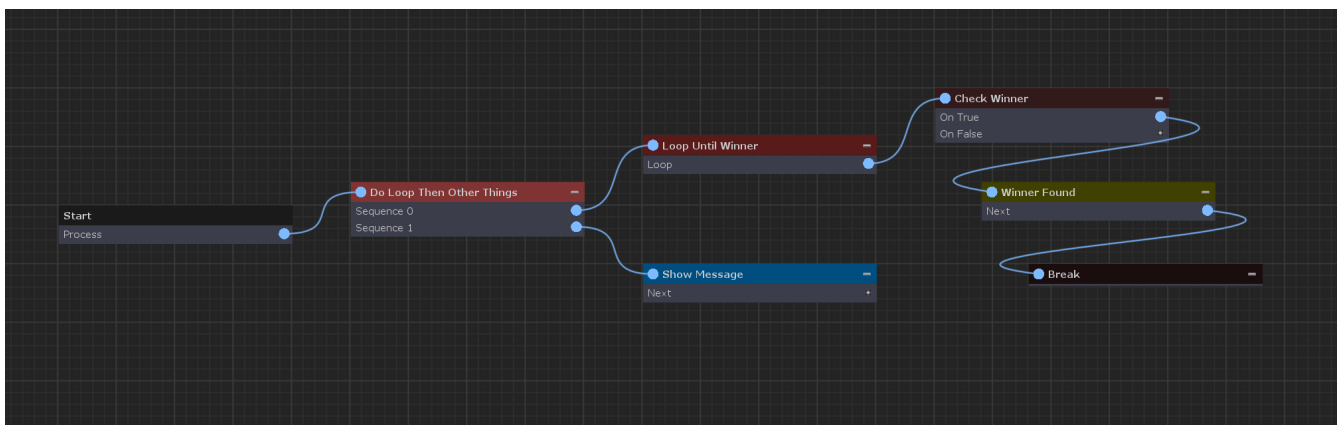 Start
Process
Do Loop Then Other Things
Sequence 0
Sequence 1
Loop Until Winner
Loop
Show Message
Next
Check Winner
On True
On False
Winner Found
Next
Break